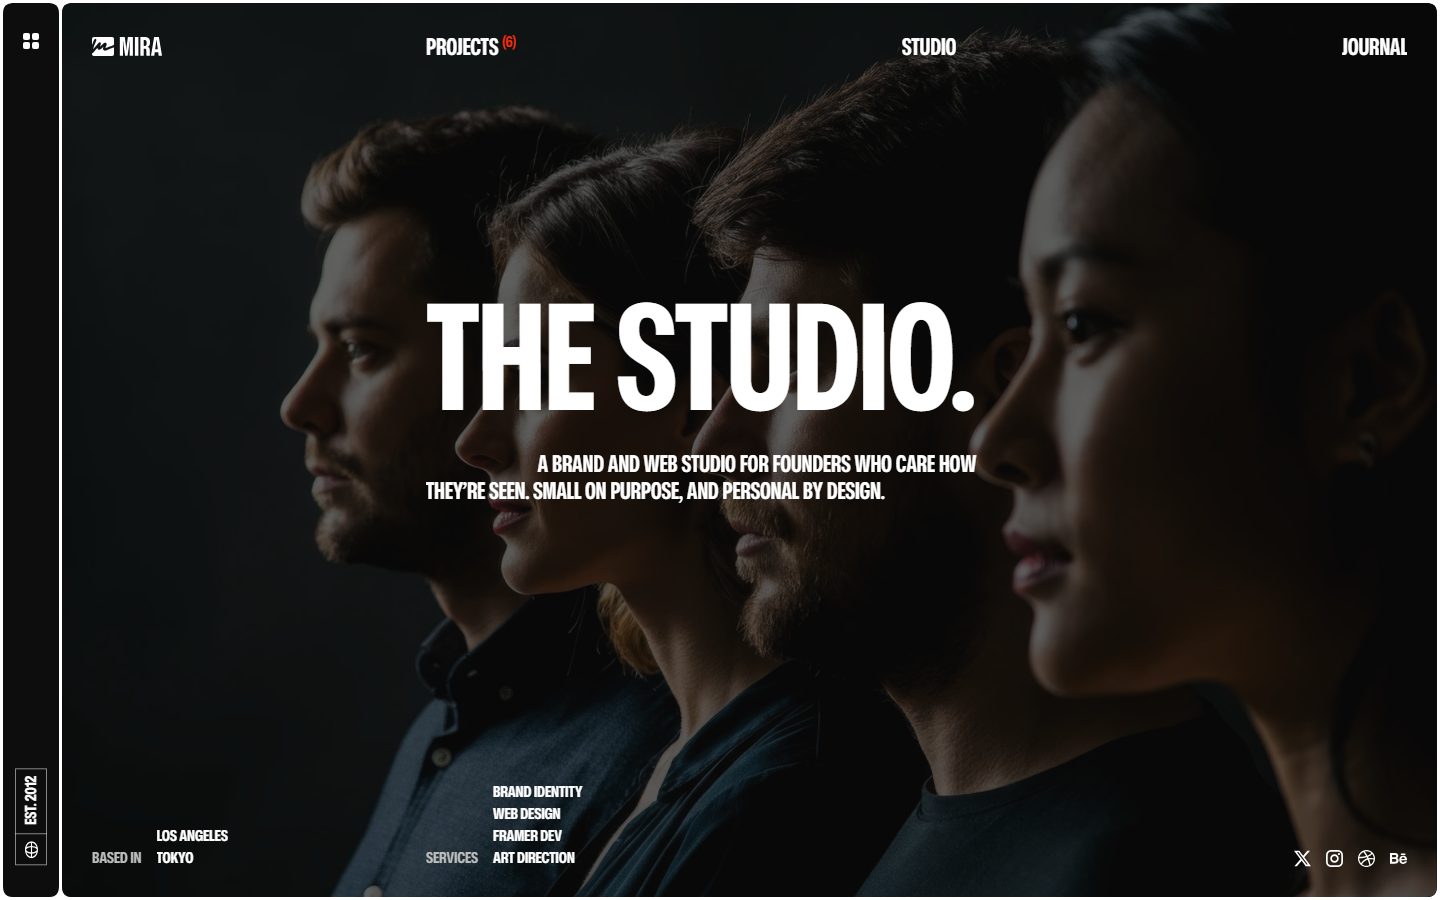 MIRA
PROJECTS (6)
STUDIO
JOURNAL
THE STUDIO.
A BRAND AND WEB STUDIO FOR FOUNDERS WHO CARE HOW
THEY'RE SEEN. SMALL ON PURPOSE, AND PERSONAL BY DESIGN.
EST. 2012
BASED IN
LOS ANGELES
TOKYO
SERVICES
BRAND IDENTITY
WEB DESIGN
FRAMER DEV
ART DIRECTION
Bē